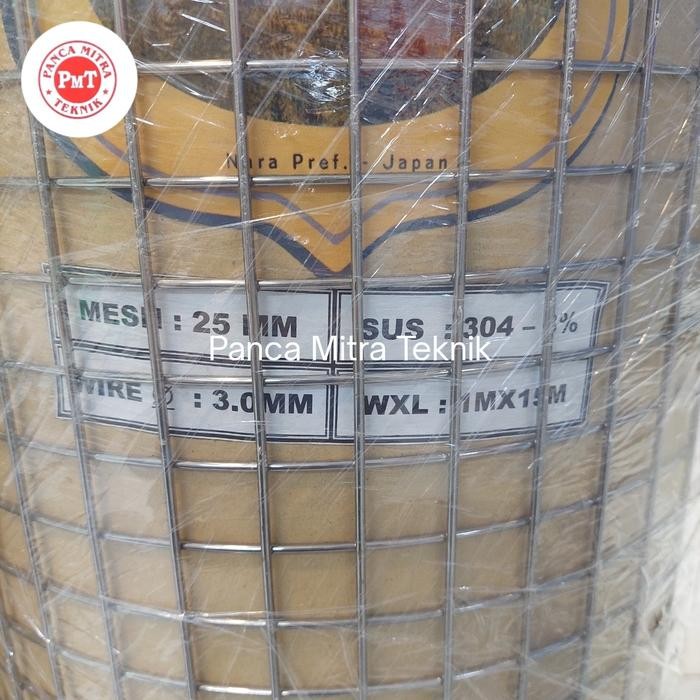 PANCA MITRA
PMT
TEKNIK
Nara Pref. - Japan
MESH : 25 MM
SUS : 304 - %
Panca Mitra Teknik
WIRE Ø : 3.0MM
WXL : 1MX15M